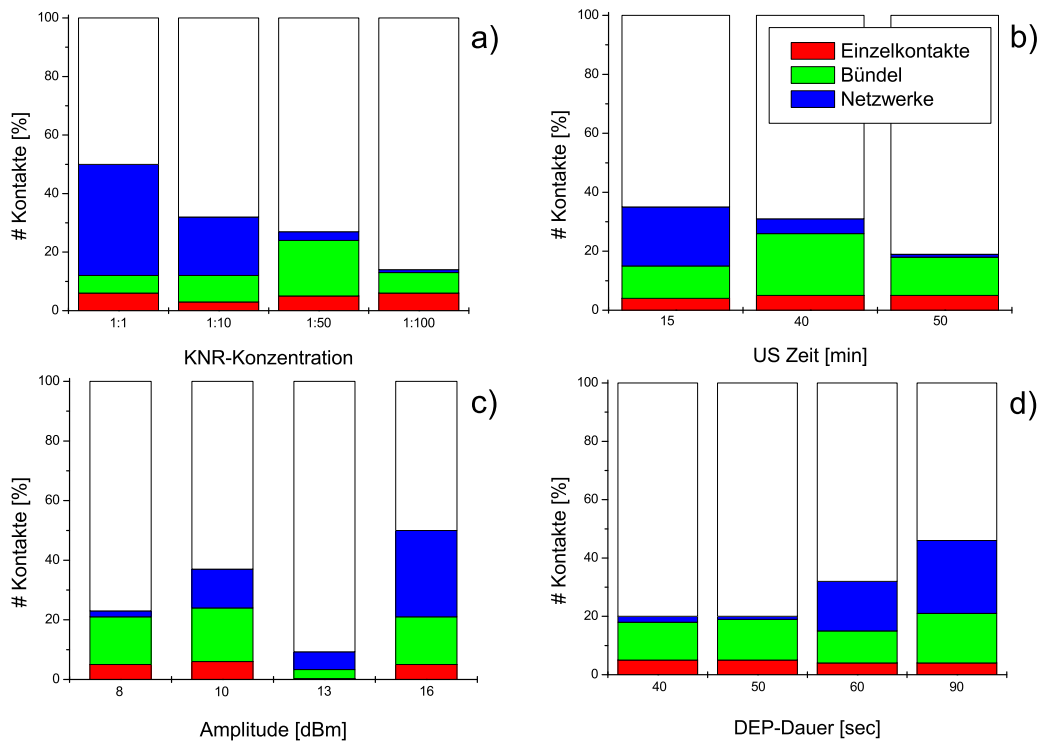 a)
# Kontakte [%]
100
80
60
40
20
0
1:1 1:10 1:50 1:100
KNR-Konzentration
b)
Einzelkontakte
Bündel
Netzwerke
# Kontakte [%]
100
80
60
40
20
0
15 40 50
US Zeit [min]
c)
# Kontakte [%]
100
80
60
40
20
0
8 10 13 16
Amplitude [dBm]
d)
# Kontakte [%]
100
80
60
40
20
0
40 50 60 90
DEP-Dauer [sec]